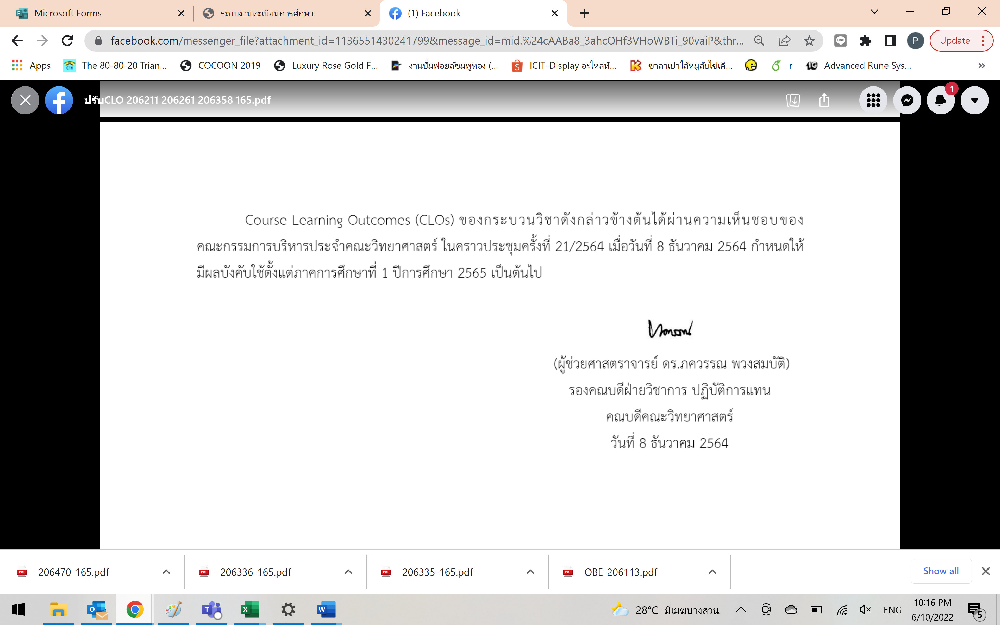 Microsoft Forms
ระบบงานทะเบียนการศึกษา
(1) Facebook
facebook.com/messenger_file?attachment_id=1136551430241799&message_id=mid.%24cAABa8_3ahcOHf3VHoWBTi_90vaiP&thr...
P
Update
Apps
The 80-80-20 Trian...
COCOON 2019
Luxury Rose Gold F...
งานปั๊มฟอยล์ชมพูทอง (...
ICIT-Display อะไหล่ทั...
ซาลาเปาไส้หมูสับไข่เค็...
r
Advanced Rune Sys...
ปรับCLO 206211 206261 206358 165.pdf
1
Course Learning Outcomes (CLOs) ของกระบวนวิชาดังกล่าวข้างต้นได้ผ่านความเห็นชอบของ
คณะกรรมการบริหารประจำคณะวิทยาศาสตร์ ในคราวประชุมครั้งที่ 21/2564 เมื่อวันที่ 8 ธันวาคม 2564 กำหนดให้
มีผลบังคับใช้ตั้งแต่ภาคการศึกษาที่ 1 ปีการศึกษา 2565 เป็นต้นไป
(ผู้ช่วยศาสตราจารย์ ดร.ภควรรณ พวงสมบัติ)
รองคณบดีฝ่ายวิชาการ ปฏิบัติการแทน
คณบดีคณะวิทยาศาสตร์
วันที่ 8 ธันวาคม 2564
206470-165.pdf
206336-165.pdf
206335-165.pdf
OBE-206113.pdf
Show all
28°C มีเมฆบางส่วน
ENG
10:16 PM
6/10/2022
5